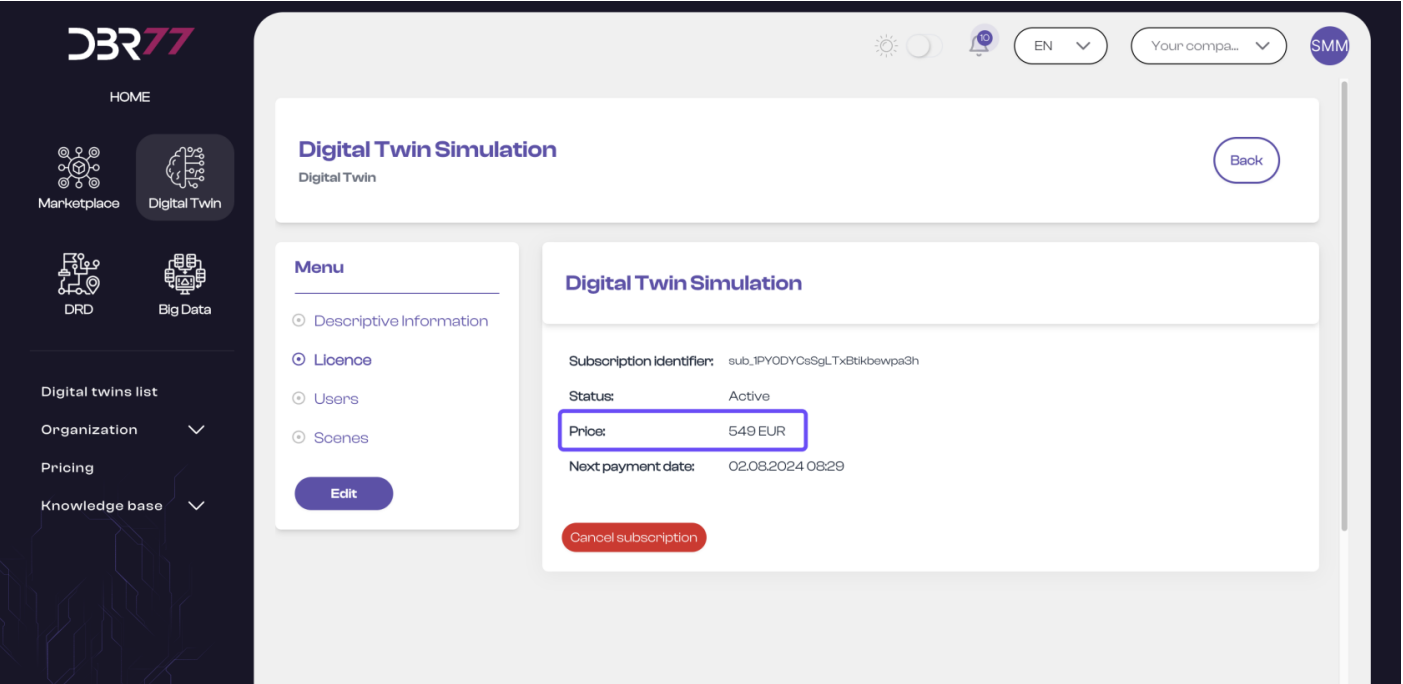 DBR77
HOME
Marketplace
Digital Twin
DRD
Big Data
Digital twins list
Organization
Pricing
Knowledge base
10
EN
Your compa...
SMM
Digital Twin Simulation
Digital Twin
Back
Menu
Descriptive Information
Licence
Users
Scenes
Edit
Digital Twin Simulation
Subscription identifier: sub_1PY0DYCsSgLTxBtikbewpa3h
Status: Active
Price: 549 EUR
Next payment date: 02.08.2024 08:29
Cancel subscription